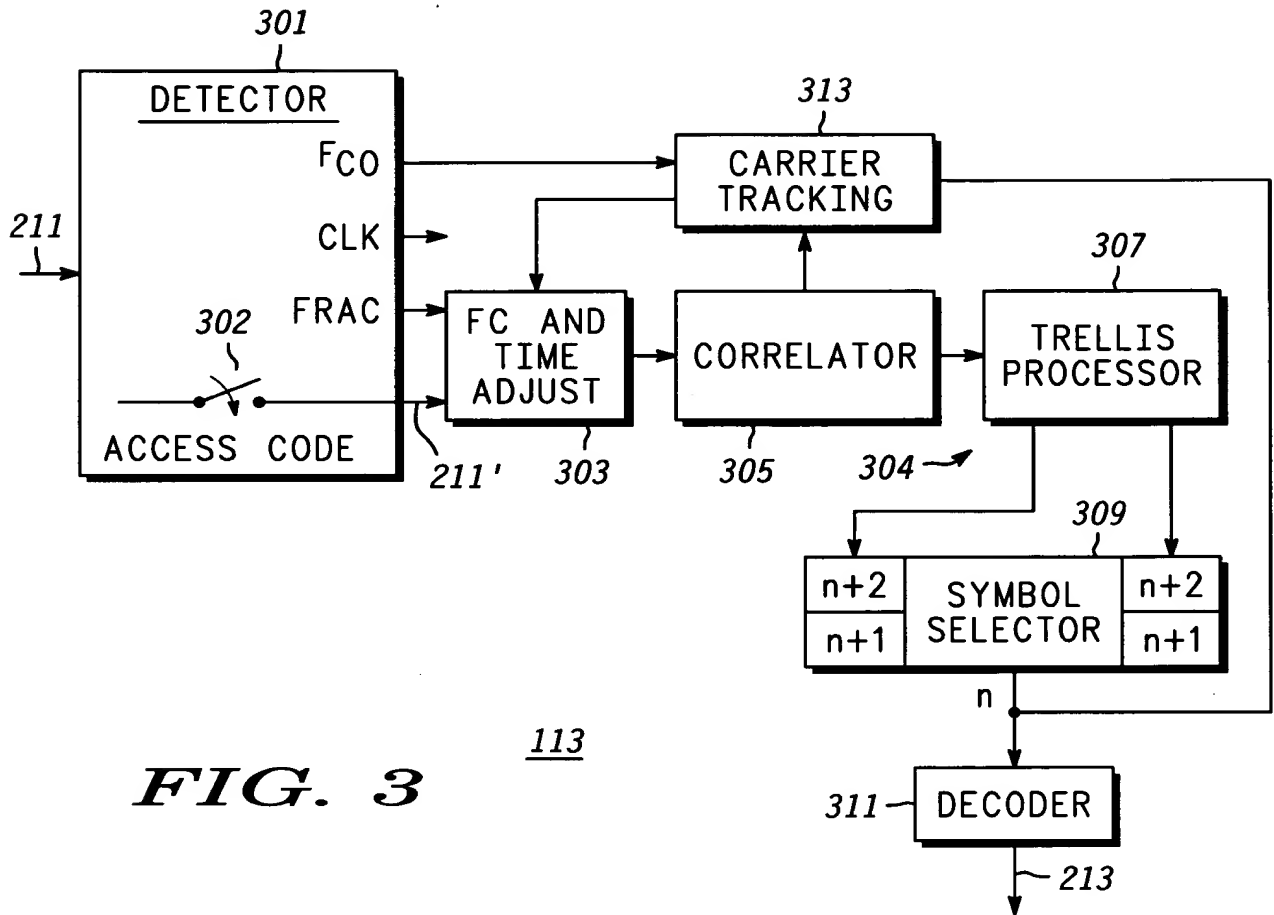 301
DETECTOR
FCO
CLK
FRAC
211
302
ACCESS CODE
211'
313
CARRIER
TRACKING
FC AND
TIME
ADJUST
303
CORRELATOR
305
307
TRELLIS
PROCESSOR
304
309
n+2
n+1
SYMBOL
SELECTOR
n+2
n+1
n
113
FIG. 3
311
DECODER
213